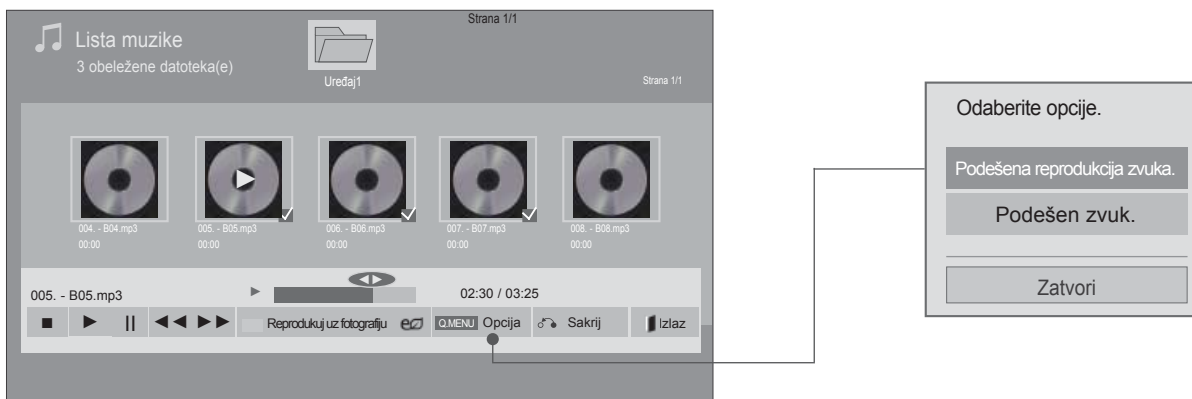 Strana 1/1
Lista muzike
3 obeležene datoteka(e)
Uređaj1
Strana 1/1
004. - B04.mp3
00:00
005. - B05.mp3
00:00
006. - B06.mp3
00:00
007. - B07.mp3
00:00
008. - B08.mp3
00:00
005. - B05.mp3
02:30 / 03:25
Reprodukuj uz fotografiju
Q.MENU Opcija
Sakrij
Izlaz
Odaberite opcije.
Podešena reprodukcija zvuka.
Podešen zvuk.
Zatvori